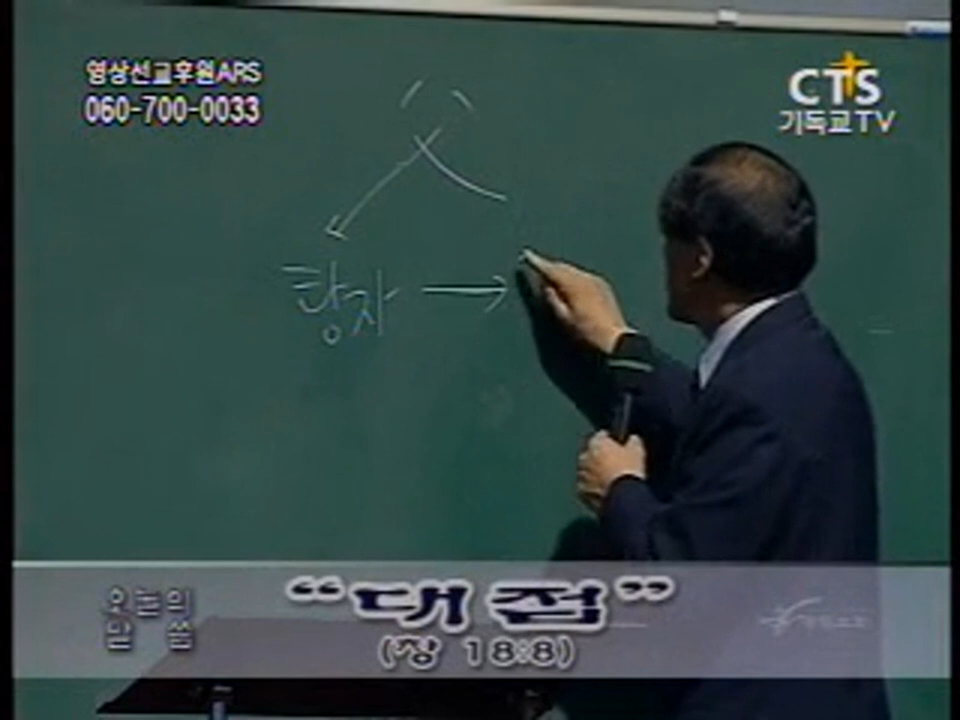 영상선교후원ARS
060-700-0033
CTS
기독교TV
탕자
오늘의
말씀
“대접”
(창 18:8)